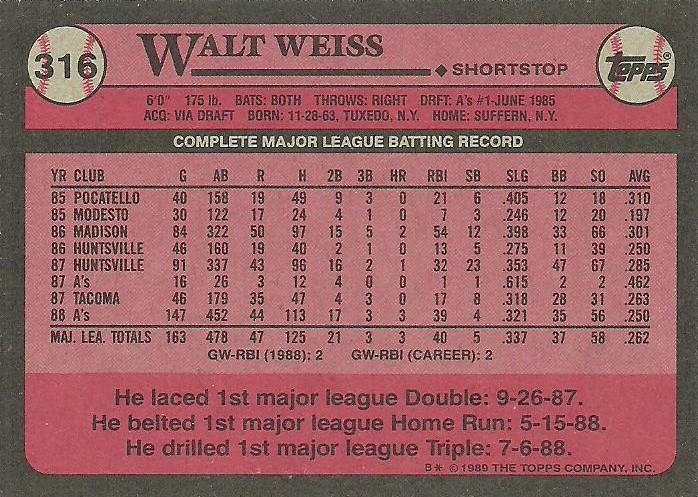 316 WALT WEISS Topps®
◆ SHORTSTOP
6'0" 175 lb. BATS: BOTH THROWS: RIGHT DRFT: A's #1-JUNE 1985
ACQ: VIA DRAFT BORN: 11-28-63, TUXEDO, N.Y. HOME: SUFFERN, N.Y.
COMPLETE MAJOR LEAGUE BATTING RECORD
YR CLUB G AB R H 2B 3B HR RBI SB SLG BB SO AVG
85 POCATELLO 40 158 19 49 9 3 0 21 6 .405 12 18 .310
85 MODESTO 30 122 17 24 4 1 0 7 3 .246 12 20 .197
86 MADISON 84 322 50 97 15 5 2 54 12 .398 33 66 .301
86 HUNTSVILLE 46 160 19 40 2 1 0 13 5 .275 11 39 .250
87 HUNTSVILLE 91 337 43 96 16 2 1 32 23 .353 47 67 .285
87 A's 16 26 3 12 4 0 0 1 1 .615 2 2 .462
87 TACOMA 46 179 35 47 4 3 0 17 8 .318 28 31 .263
88 A's 147 452 44 113 17 3 3 39 4 .321 35 56 .250
MAJ. LEA. TOTALS 163 478 47 125 21 3 3 40 5 .337 37 58 .262
GW-RBI (1988): 2 GW-RBI (CAREER): 2
He laced 1st major league Double: 9-26-87.
He belted 1st major league Home Run: 5-15-88.
He drilled 1st major league Triple: 7-6-88.
B* © 1989 THE TOPPS COMPANY, INC.